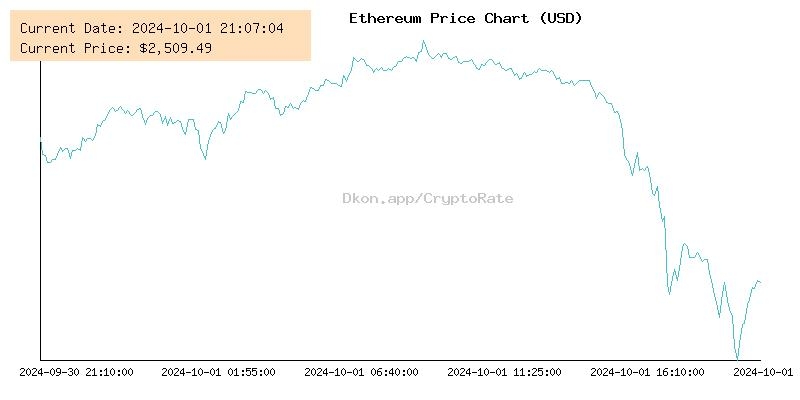 Ethereum Price Chart (USD)
Current Date: 2024-10-01 21:07:04
Current Price: $2,509.49
Dkon.app/CryptoRate
2024-09-30 21:10:00 2024-10-01 01:55:00 2024-10-01 06:40:00 2024-10-01 11:25:00 2024-10-01 16:10:00 2024-10-01